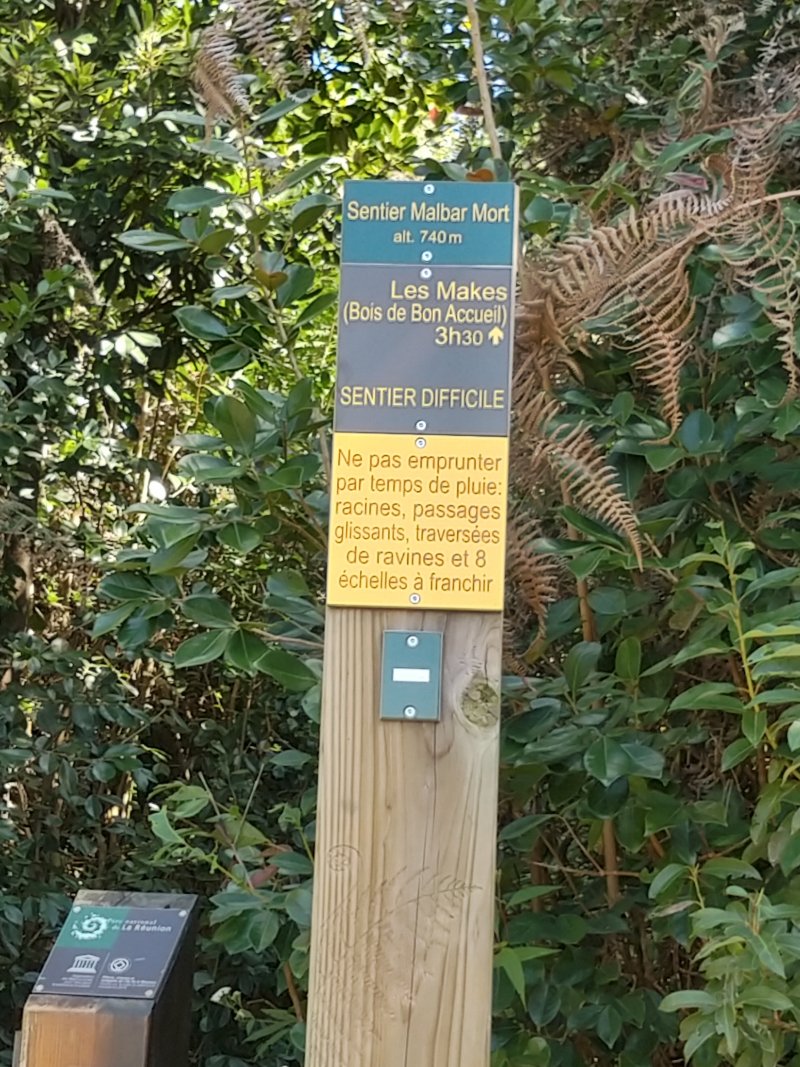 Sentier Malbar Mort
alt. 740 m
Les Makes
(Bois de Bon Accueil)
3h30
SENTIER DIFFICILE
Ne pas emprunter
par temps de pluie:
racines, passages
glissants, traversées
de ravines et 8
échelles à franchir
Parc national
de La Réunion